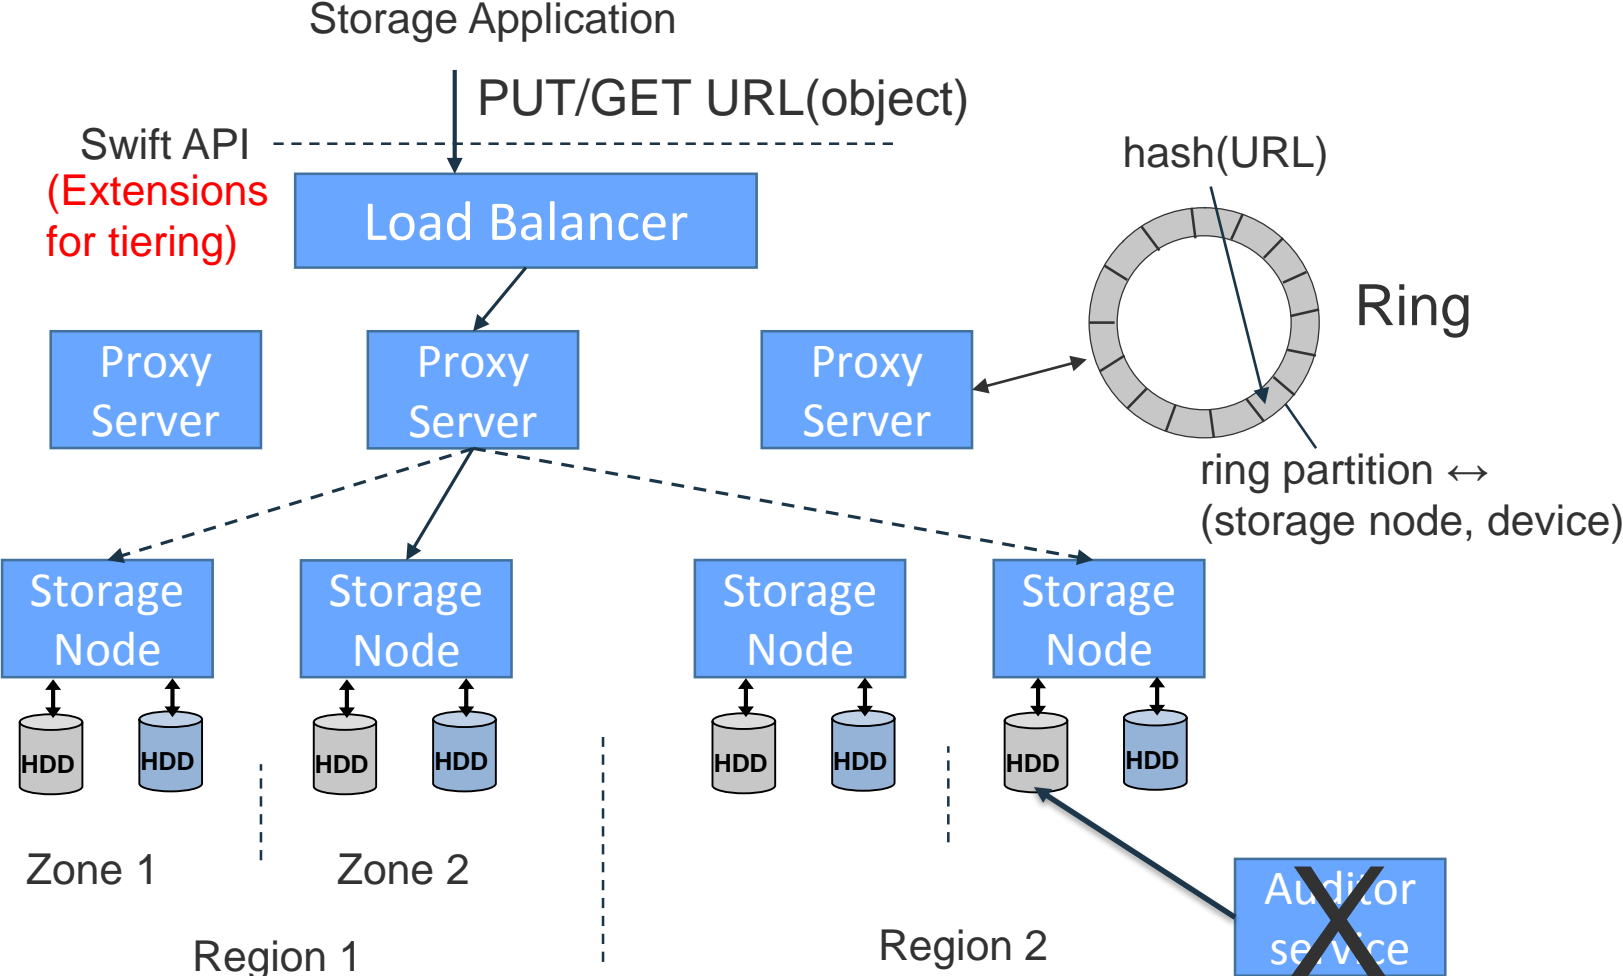 Storage Application
PUT/GET URL(object)
Swift API
(Extensions
for tiering)
hash(URL)
Load Balancer
Ring
Proxy
Server
Proxy
Server
Proxy
Server
ring partition ↔
(storage node, device)
Storage
Node
Storage
Node
Storage
Node
Storage
Node
HDD
HDD
HDD
HDD
HDD
HDD
HDD
HDD
Zone 1
Zone 2
Auditor
service
Region 1
Region 2